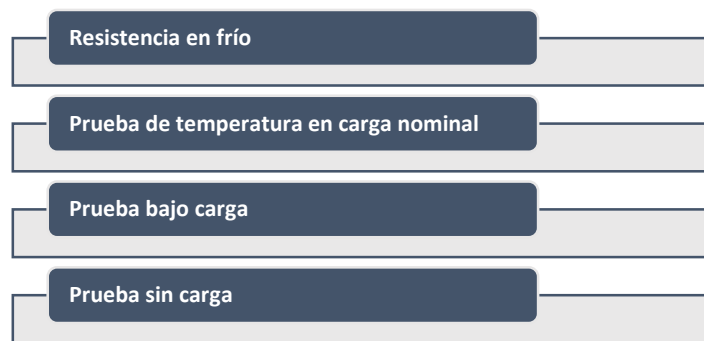 Resistencia en frío
Prueba de temperatura en carga nominal
Prueba bajo carga
Prueba sin carga